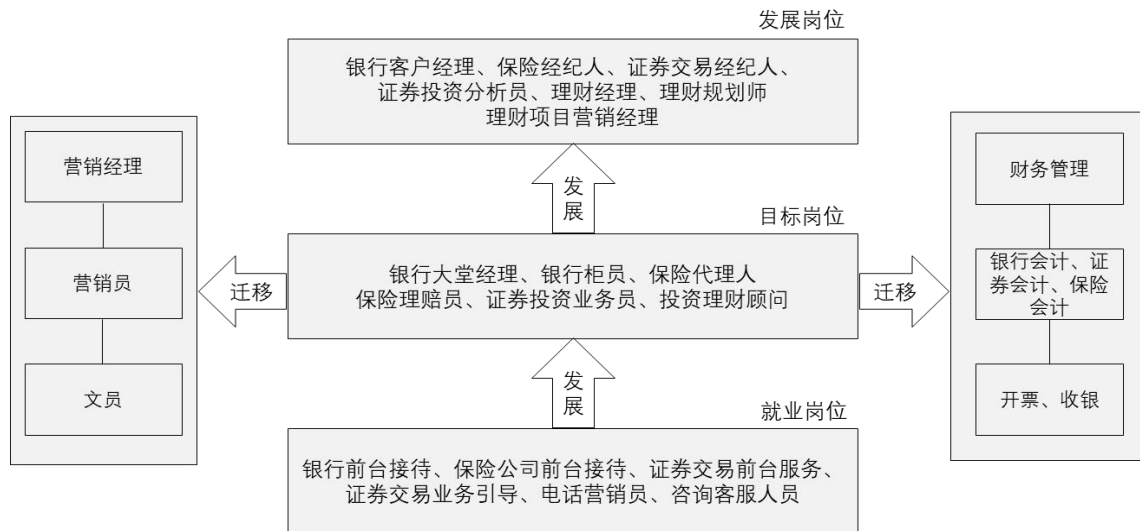 发展岗位
银行客户经理、保险经纪人、证券交易经纪人、
证券投资分析员、理财经理、理财规划师
理财项目营销经理
发展
目标岗位
银行大堂经理、银行柜员、保险代理人
保险理赔员、证券投资业务员、投资理财顾问
发展
就业岗位
银行前台接待、保险公司前台接待、证券交易前台服务、
证券交易业务引导、电话营销员、咨询客服人员
迁移
营销经理
营销员
文员
迁移
财务管理
银行会计、证
券会计、保险
会计
开票、收银